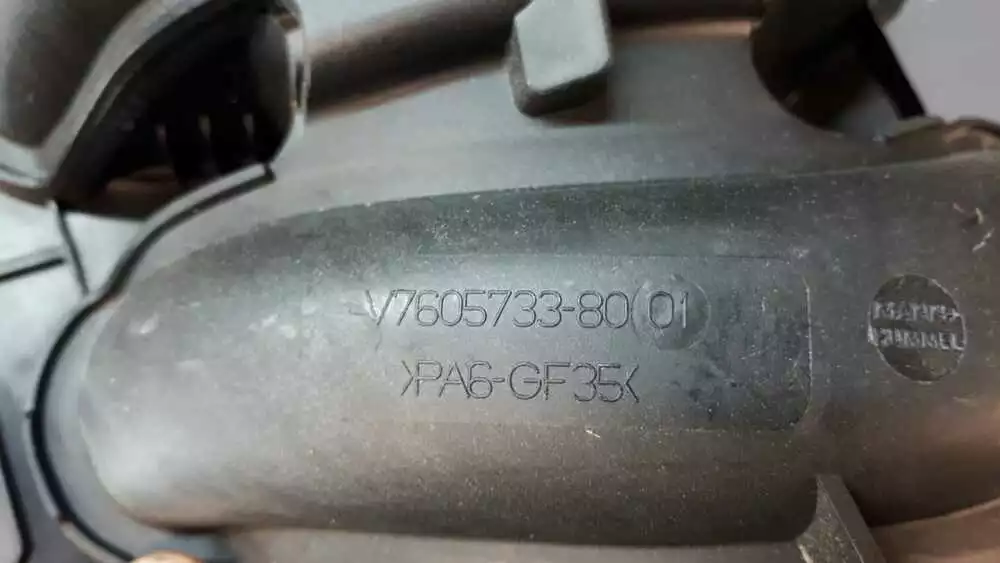 V7605733-80 01
>PA6-GF35<
MANN+
HUMMEL